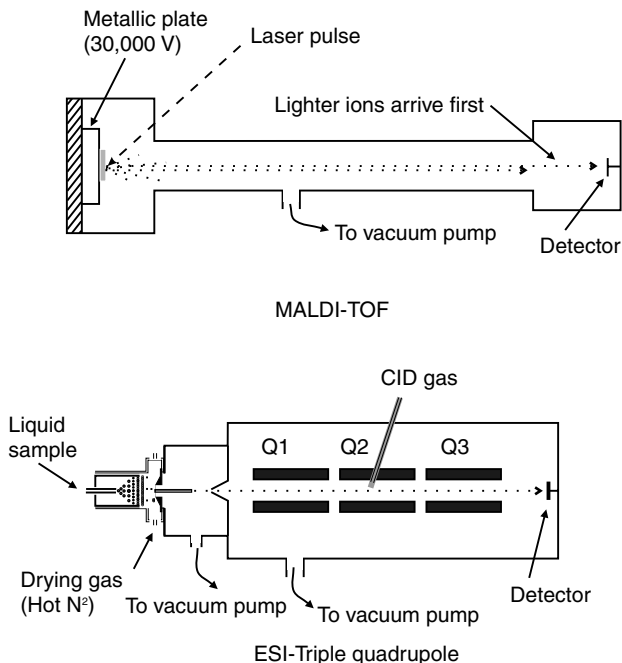 Metallic plate
(30,000 V)
Laser pulse
Lighter ions arrive first
To vacuum pump
Detector
MALDI-TOF
CID gas
Liquid
sample
Q1
Q2
Q3
Drying gas
(Hot N²)
To vacuum pump
To vacuum pump
Detector
ESI-Triple quadrupole